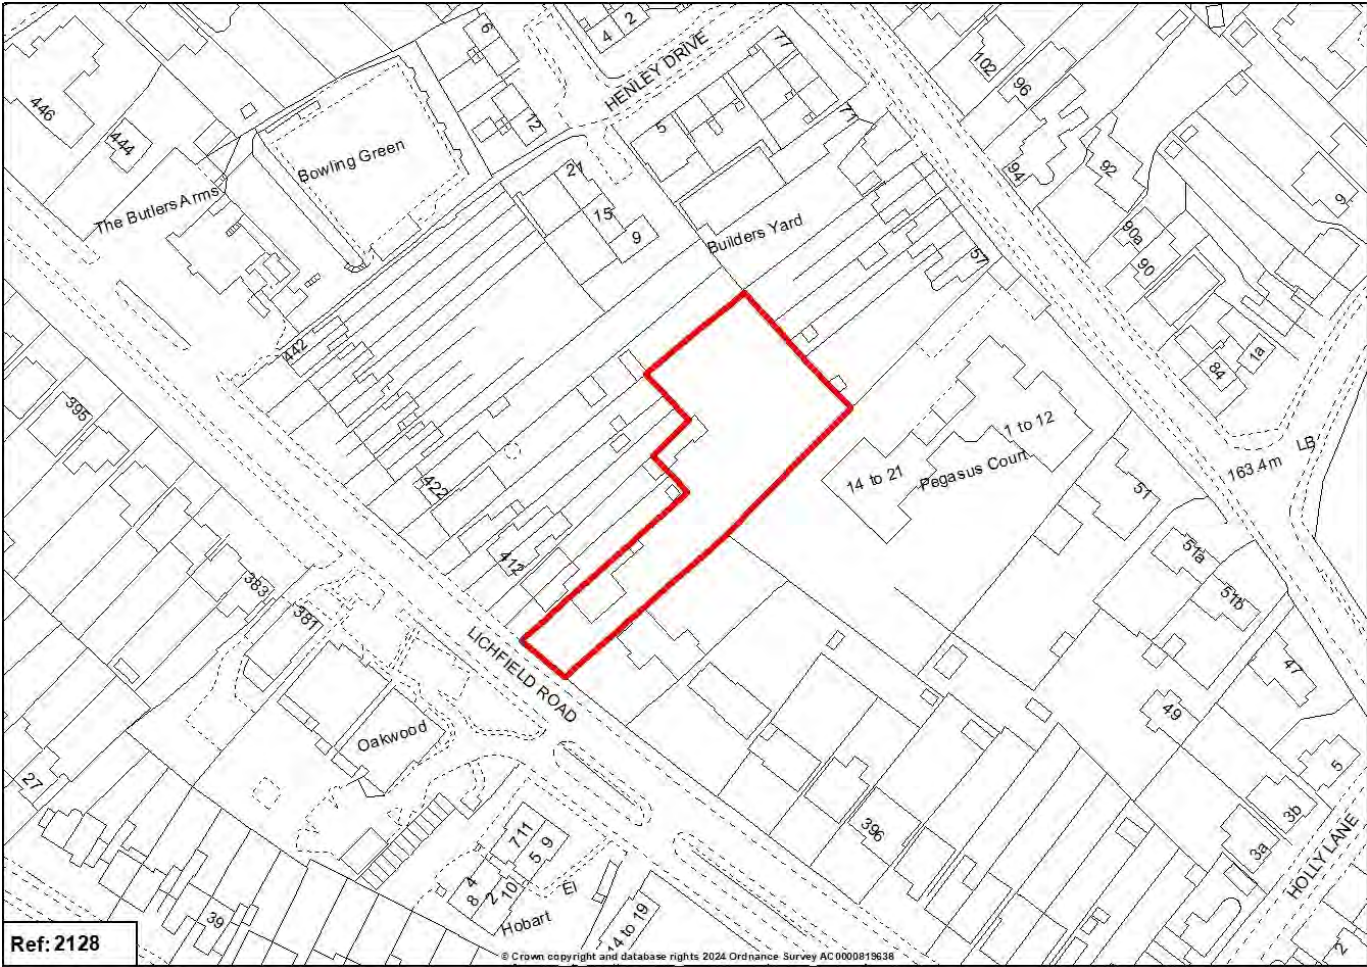 6
4
2
77
HENLEY DRIVE
102
96
446
444
12
5
71
Bowling Green
94
92
9
The Butlers Arms
21
15
9
Builders Yard
90a
90
57
442
84
1a
395
1 to 12
LB
163.4m
422
14 to 21
Pegasus Court
51
412
51a
383
51b
381
LICHFIELD ROAD
47
49
Oakwood
5
27
396
3b
3a
HOLLY LANE
7 11
5 9
4
8
2
10
El
39
Hobart
14 to 19
2
Ref: 2128
© Crown copyright and database rights 2024 Ordnance Survey AC0000819638